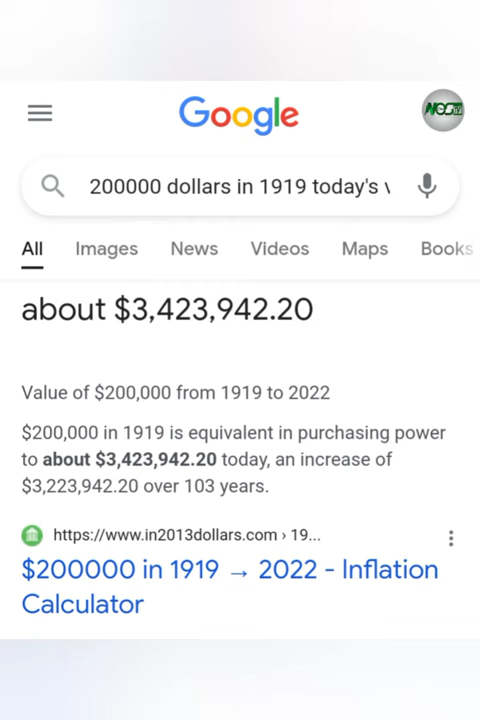 Google
NCSTV
200000 dollars in 1919 today's
All Images News Videos Maps Books
about $3,423,942.20
Value of $200,000 from 1919 to 2022
$200,000 in 1919 is equivalent in purchasing power
to about $3,423,942.20 today, an increase of
$3,223,942.20 over 103 years.
https://www.in2013dollars.com › 19...
$200000 in 1919 → 2022 - Inflation
Calculator